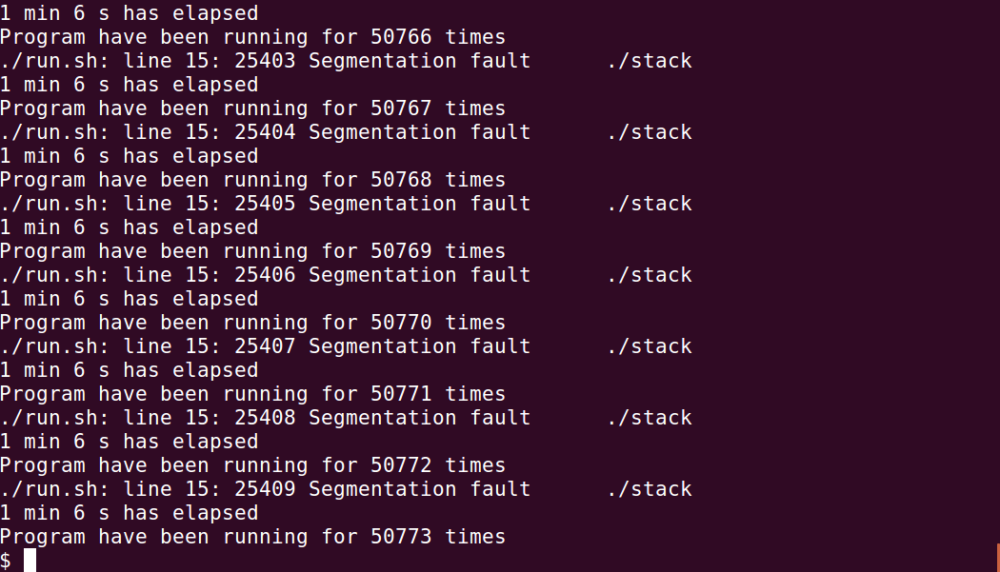 1 min 6 s has elapsed
Program have been running for 50766 times
./run.sh: line 15: 25403 Segmentation fault      ./stack
1 min 6 s has elapsed
Program have been running for 50767 times
./run.sh: line 15: 25404 Segmentation fault      ./stack
1 min 6 s has elapsed
Program have been running for 50768 times
./run.sh: line 15: 25405 Segmentation fault      ./stack
1 min 6 s has elapsed
Program have been running for 50769 times
./run.sh: line 15: 25406 Segmentation fault      ./stack
1 min 6 s has elapsed
Program have been running for 50770 times
./run.sh: line 15: 25407 Segmentation fault      ./stack
1 min 6 s has elapsed
Program have been running for 50771 times
./run.sh: line 15: 25408 Segmentation fault      ./stack
1 min 6 s has elapsed
Program have been running for 50772 times
./run.sh: line 15: 25409 Segmentation fault      ./stack
1 min 6 s has elapsed
Program have been running for 50773 times
$